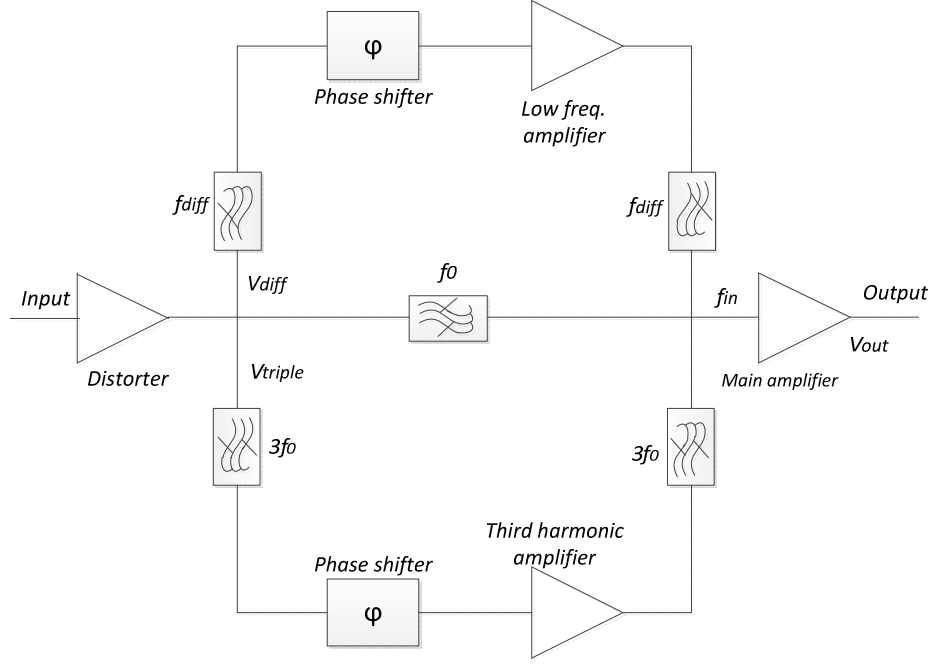 φ
Phase shifter
Low freq.
amplifier
fdiff
fdiff
Vdiff
f0
fin
Input
Output
Vout
Distorter
Vtriple
Main amplifier
3f0
3f0
Third harmonic
amplifier
Phase shifter
φ